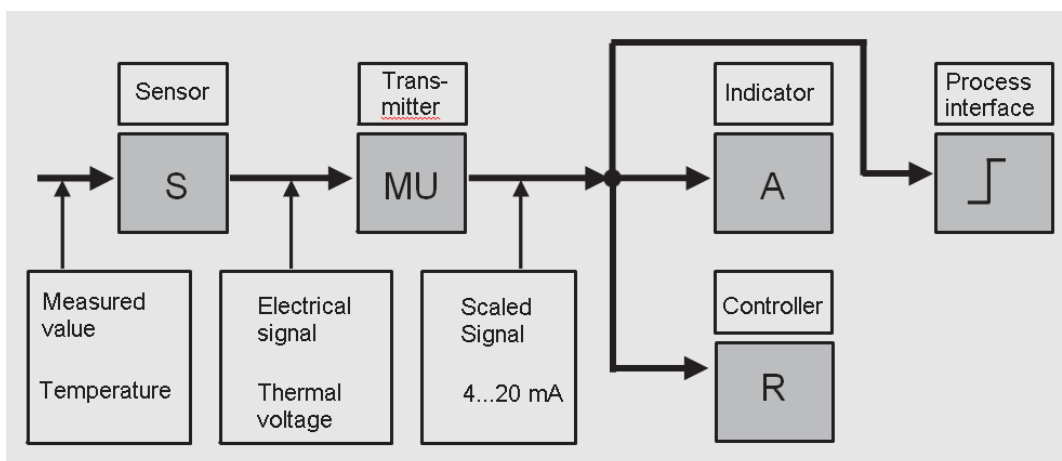 Sensor
S
Trans-
mitter
MU
Indicator
A
Process
interface
Controller
R
Measured
value
Temperature
Electrical
signal
Thermal
voltage
Scaled
Signal
4...20 mA